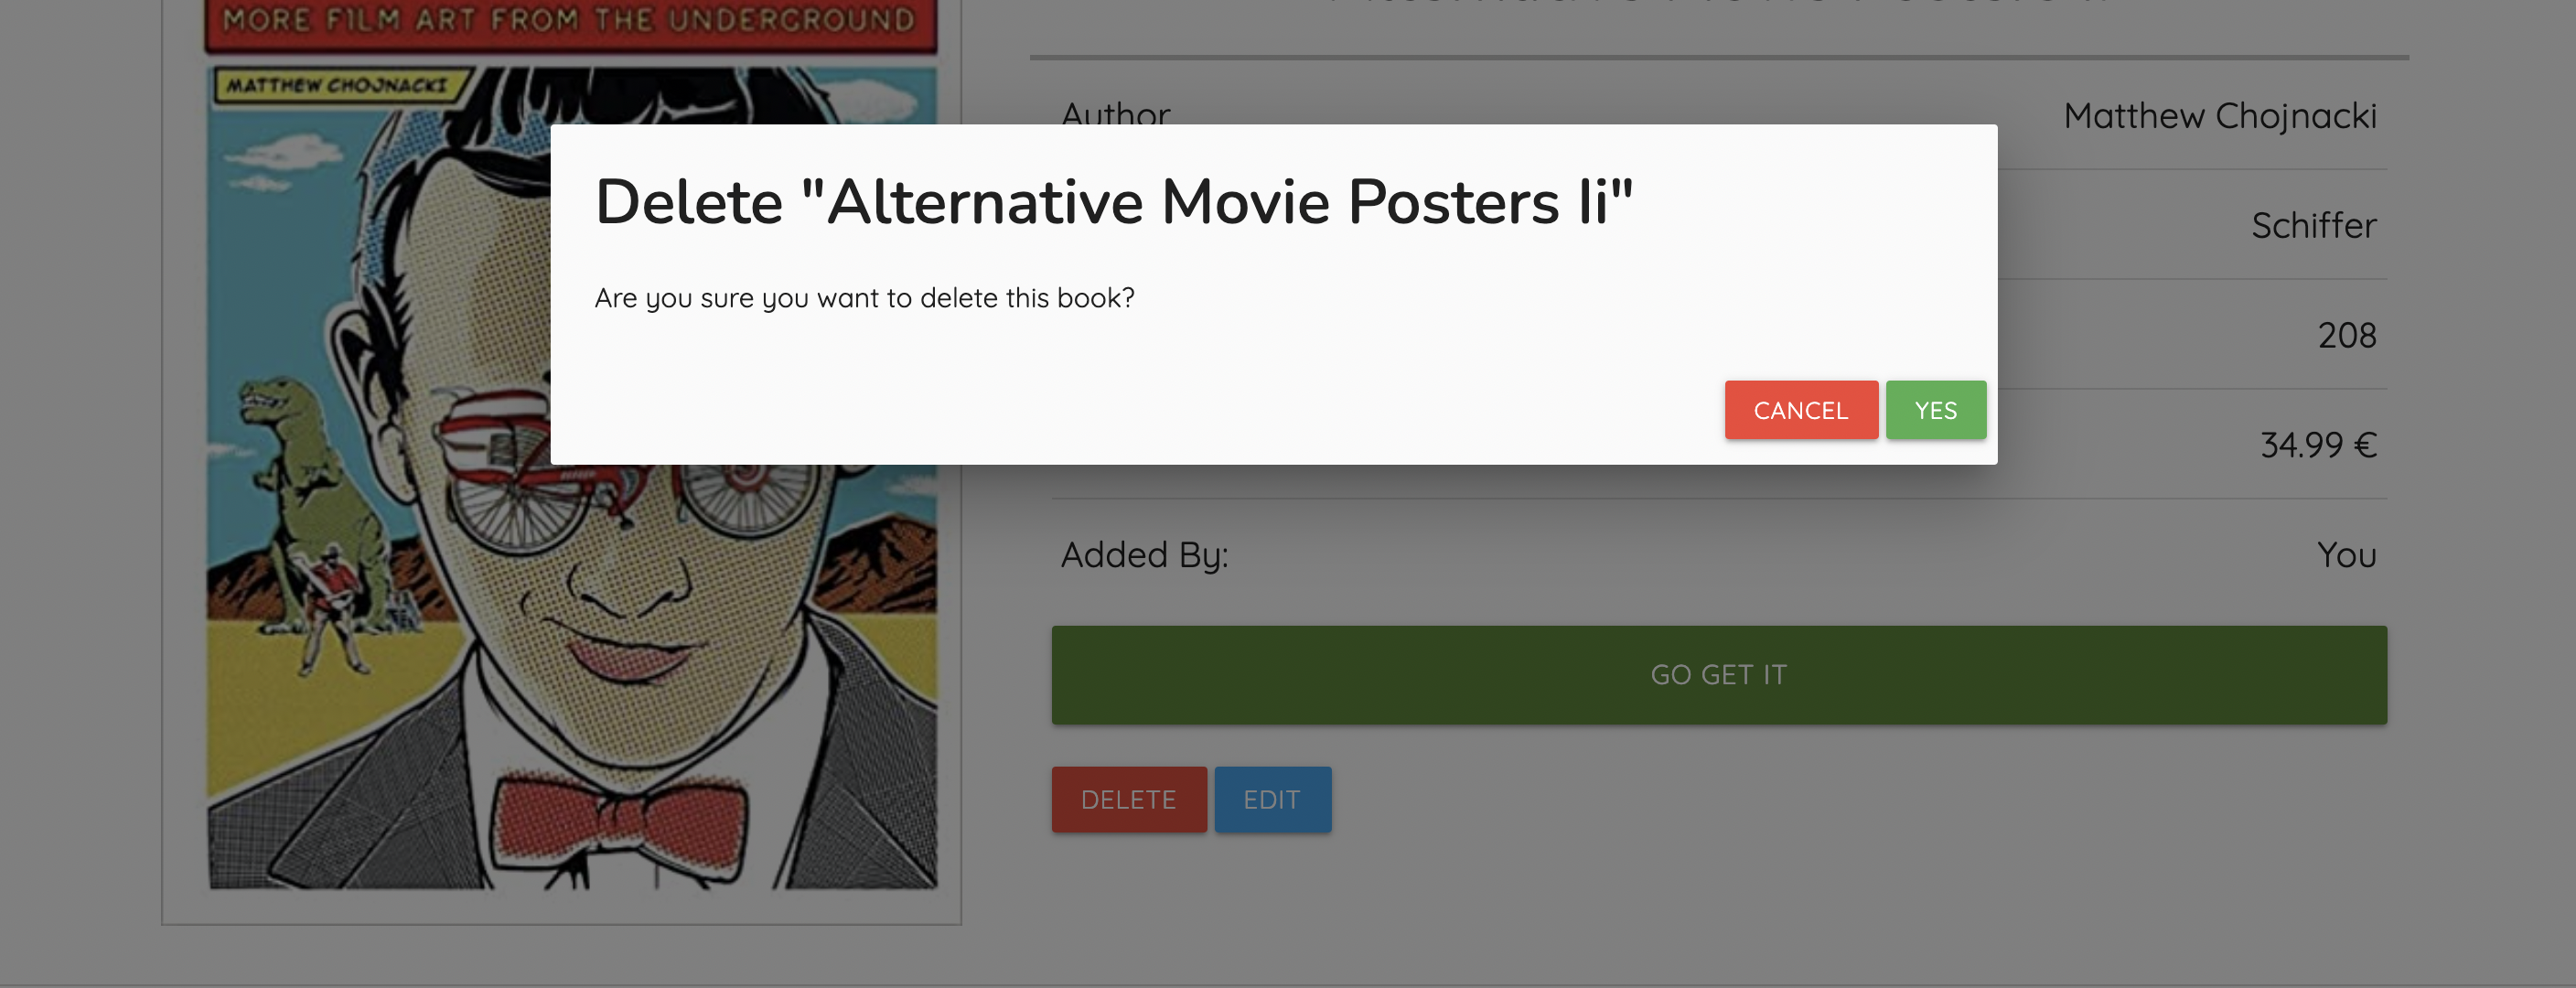 MORE FILM ART FROM THE UNDERGROUND
MATTHEW CHOJNACKI
Author
Matthew Chojnacki
Delete "Alternative Movie Posters Ii"
Schiffer
Are you sure you want to delete this book?
208
CANCEL
YES
34.99 €
Added By:
You
GO GET IT
DELETE
EDIT